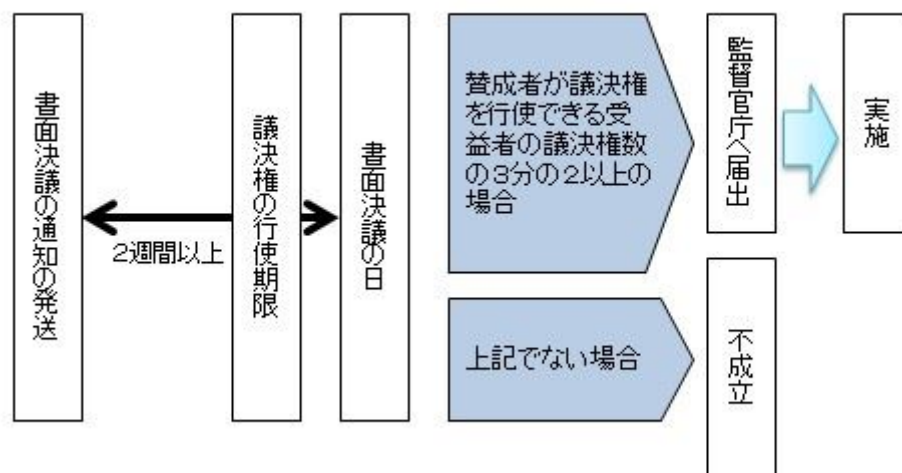 書面決議の通知の発送
2週間以上
議決権の行使期限
書面決議の日
賛成者が議決権
を行使できる受
益者の議決権数
の3分の2以上の
場合
監督官庁へ届出
実施
上記でない場合
不成立